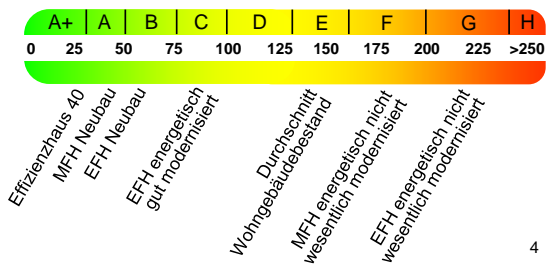 A+ A B C D E F G H
0 25 50 75 100 125 150 175 200 225 >250
Effizienzhaus 40
MFH Neubau
EFH Neubau
EFH energetisch
gut modernisiert
Durchschnitt
Wohngebäudebestand
MFH energetisch nicht
wesentlich modernisiert
EFH energetisch nicht
wesentlich modernisiert
4